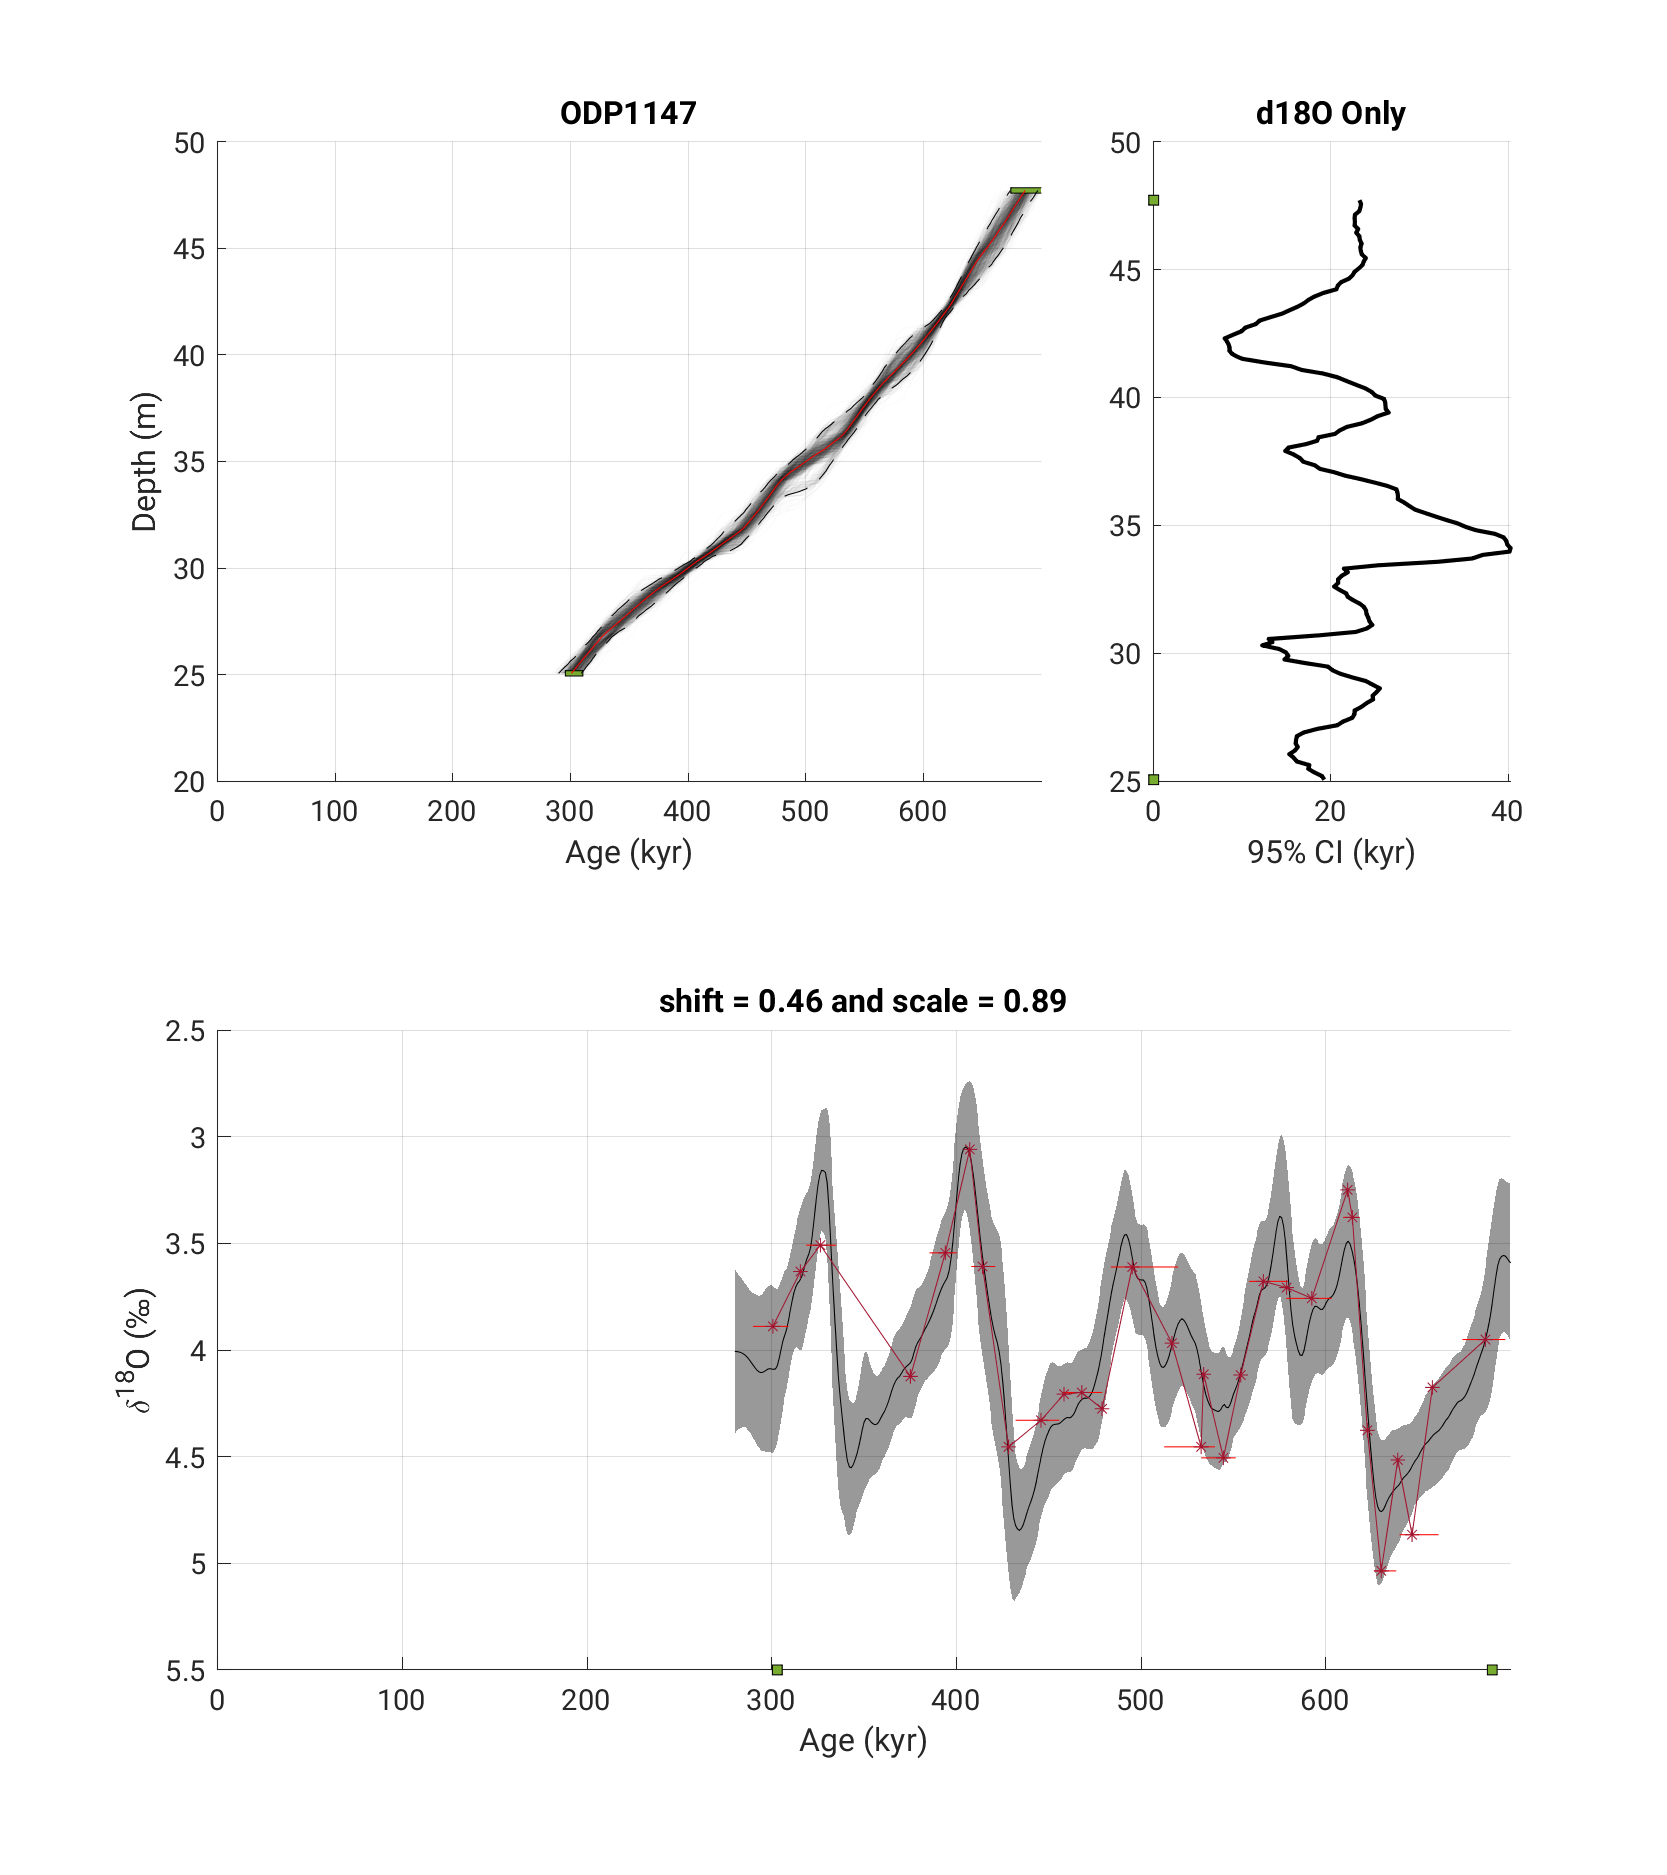 ODP1147
50
45
40
35
30
25
20
0 100 200 300 400 500 600
Age (kyr)
Depth (m)
d18O Only
50
45
40
35
30
25
0 20 40
95% CI (kyr)
shift = 0.46 and scale = 0.89
2.5
3
3.5
4
4.5
5
5.5
0 100 200 300 400 500 600
Age (kyr)
δ¹⁸O (‰)